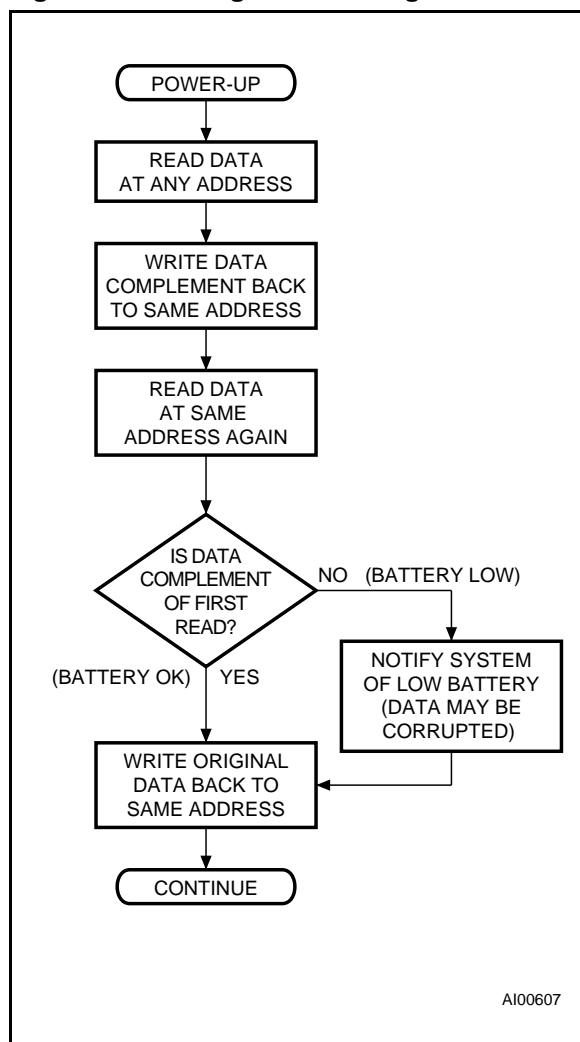 POWER-UP
READ DATA
AT ANY ADDRESS
WRITE DATA
COMPLEMENT BACK
TO SAME ADDRESS
READ DATA
AT SAME
ADDRESS AGAIN
IS DATA
COMPLEMENT
OF FIRST
READ?
NO (BATTERY LOW)
(BATTERY OK) YES
NOTIFY SYSTEM
OF LOW BATTERY
(DATA MAY BE
CORRUPTED)
WRITE ORIGINAL
DATA BACK TO
SAME ADDRESS
CONTINUE
AI00607